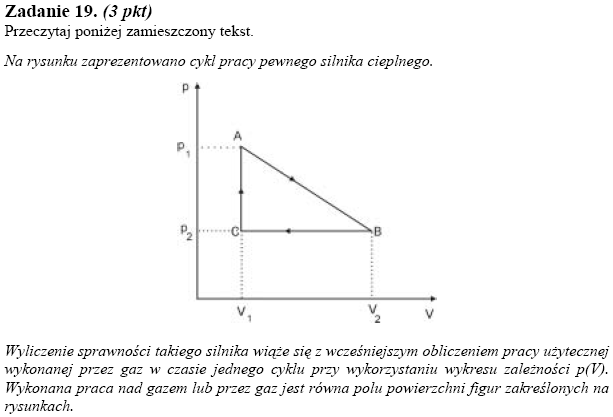 Zadanie 19. (3 pkt)
Przeczytaj poniżej zamieszczony tekst.
Na rysunku zaprezentowano cykl pracy pewnego silnika cieplnego.
p
A
p1
p2
C
B
V1
V2
V
Wyliczenie sprawności takiego silnika wiąże się z wcześniejszym obliczeniem pracy użytecznej
wykonanej przez gaz w czasie jednego cyklu przy wykorzystaniu wykresu zależności p(V).
Wykonana praca nad gazem lub przez gaz jest równa polu powierzchni figur zakreślonych na
rysunkach.